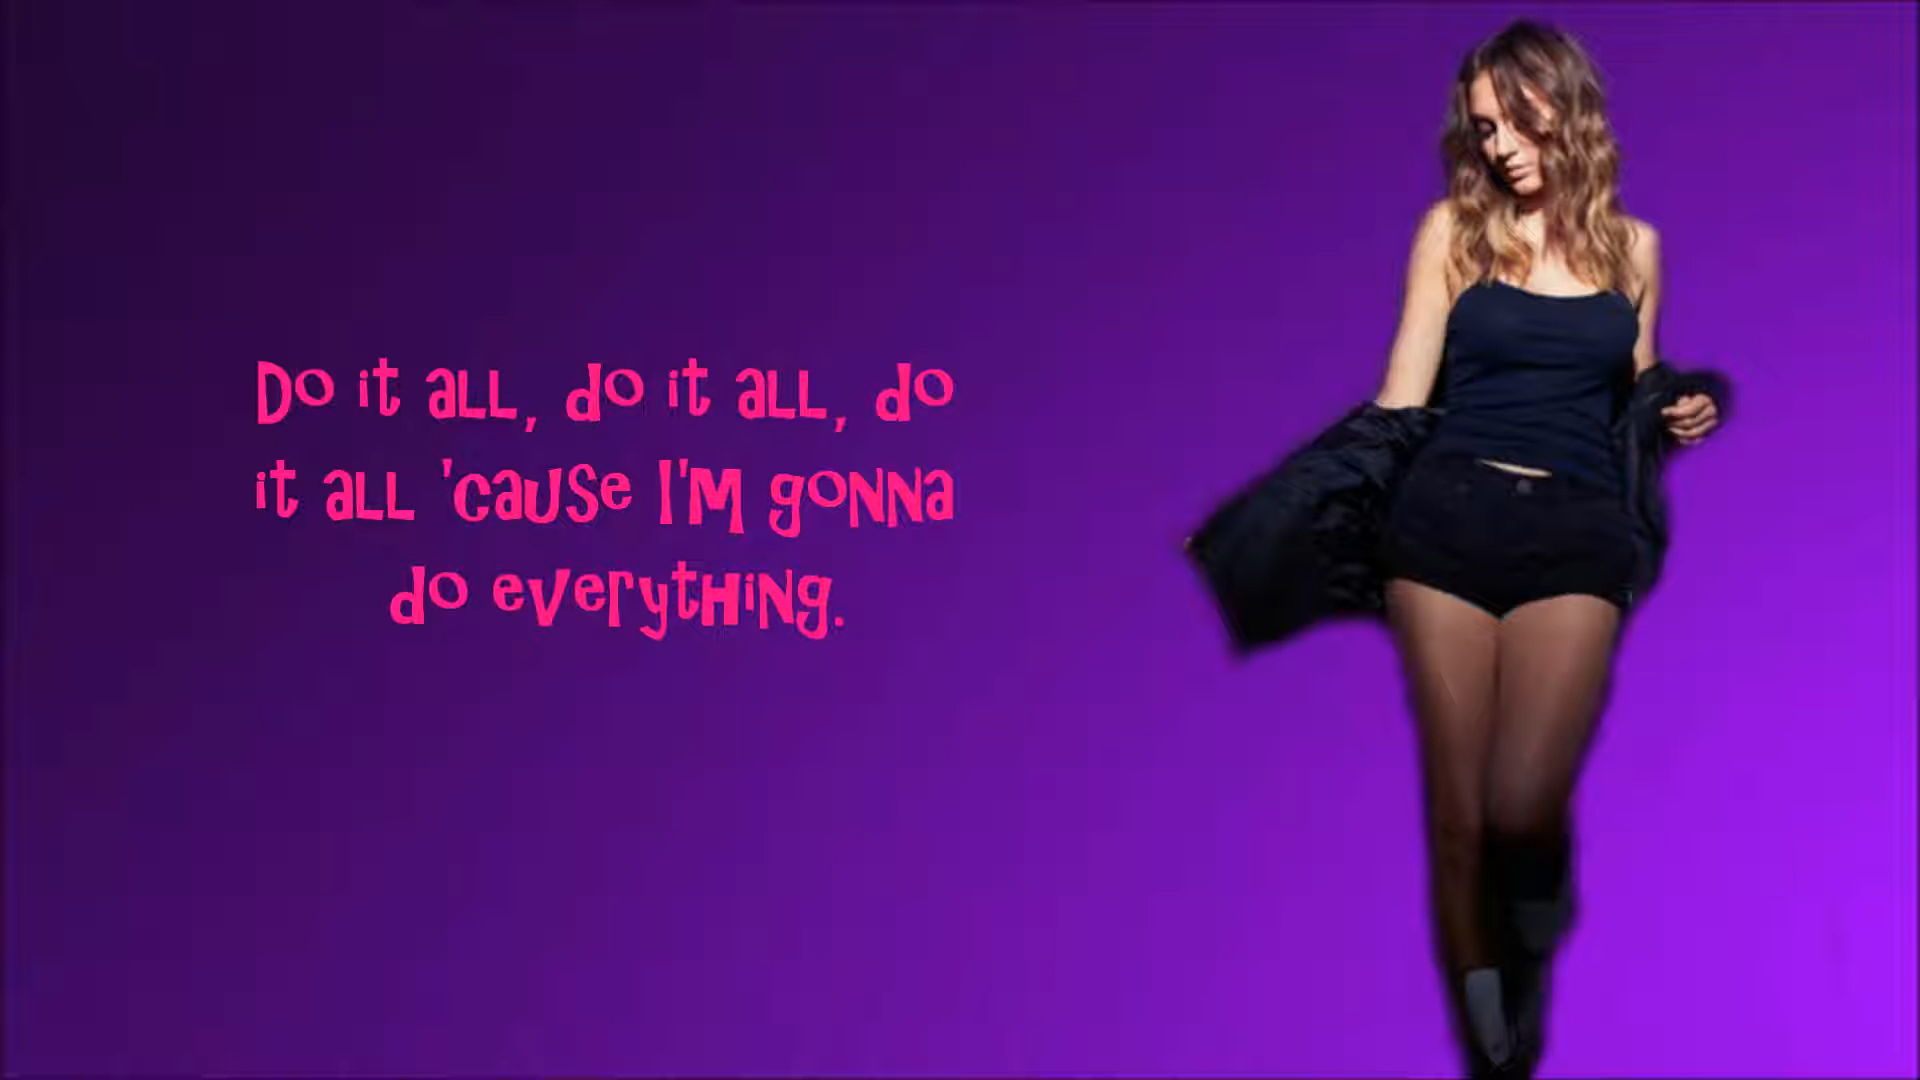 Do it all, do it all, do
it all 'cause I'm gonna
do everything.